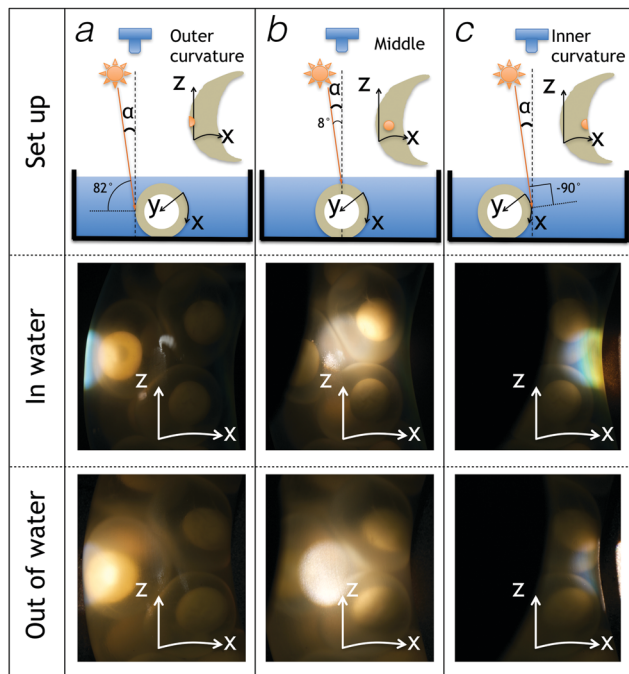 a
Outer
curvature
z
x
α
82°
y
x
b
Middle
z
x
α
8°
y
x
c
Inner
curvature
z
x
α
-90°
y
x
Set up
In water
z
x
z
x
z
x
Out of water
z
x
z
x
z
x